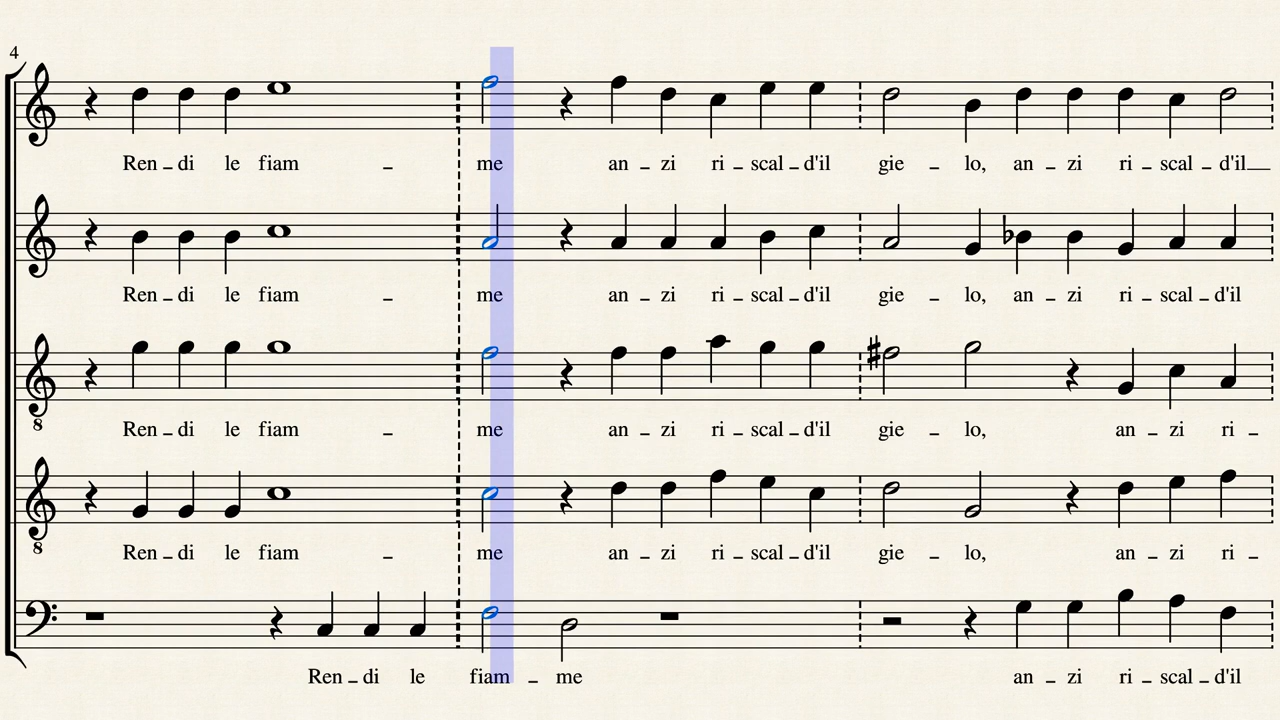 4
Ren – di le fiam – me an – zi ri – scal – d'il gie – lo, an – zi ri – scal – d'il
Ren – di le fiam – me an – zi ri – scal – d'il gie – lo, an – zi ri – scal – d'il
8
Ren – di le fiam – me an – zi ri – scal – d'il gie – lo, an – zi ri –
8
Ren – di le fiam – me an – zi ri – scal – d'il gie – lo, an – zi ri –
Ren – di le fiam – me an – zi ri – scal – d'il